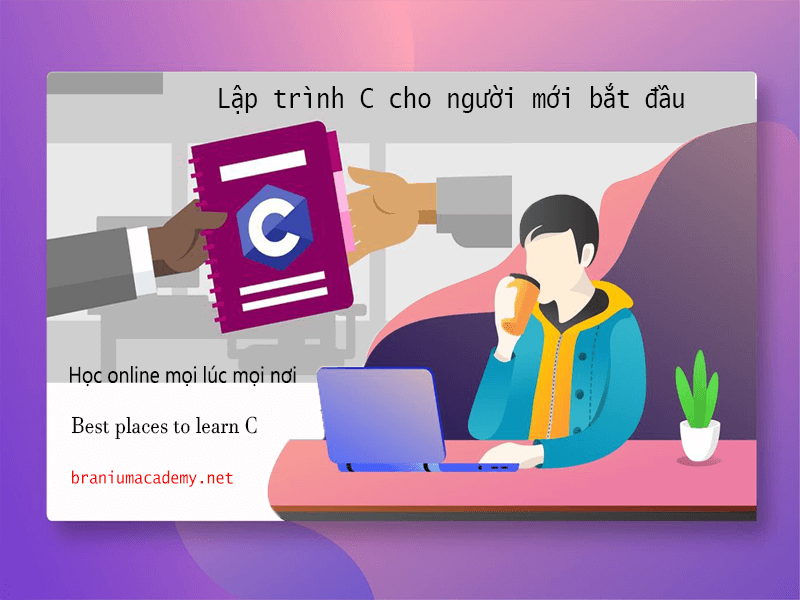 Lập trình C cho người mới bắt đầu
C
Học online mọi lúc mọi nơi
Best places to learn C
braniumacademy.net